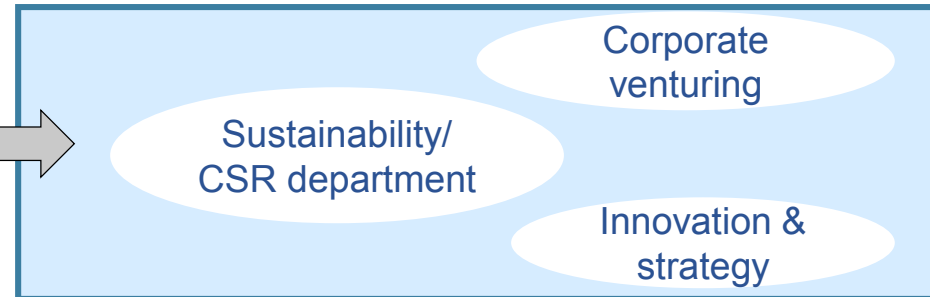 Corporate
venturing
Sustainability/
CSR department
Innovation &
strategy